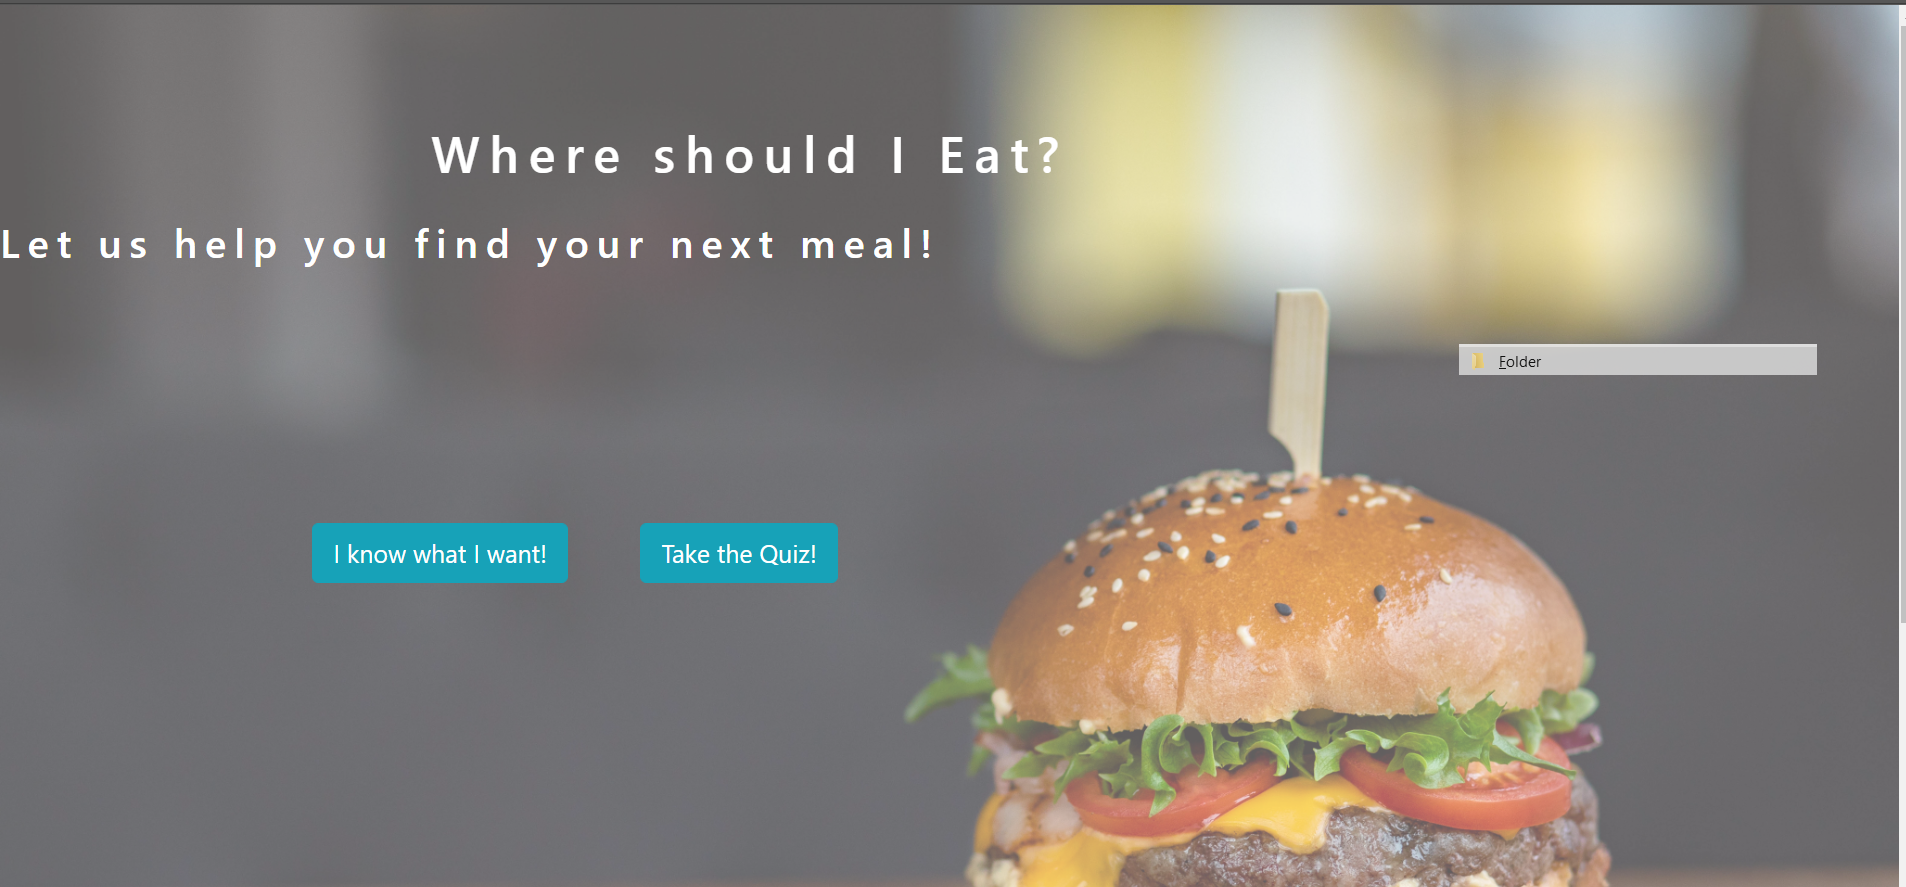 Where should I Eat?
Let us help you find your next meal!
Folder
I know what I want!
Take the Quiz!